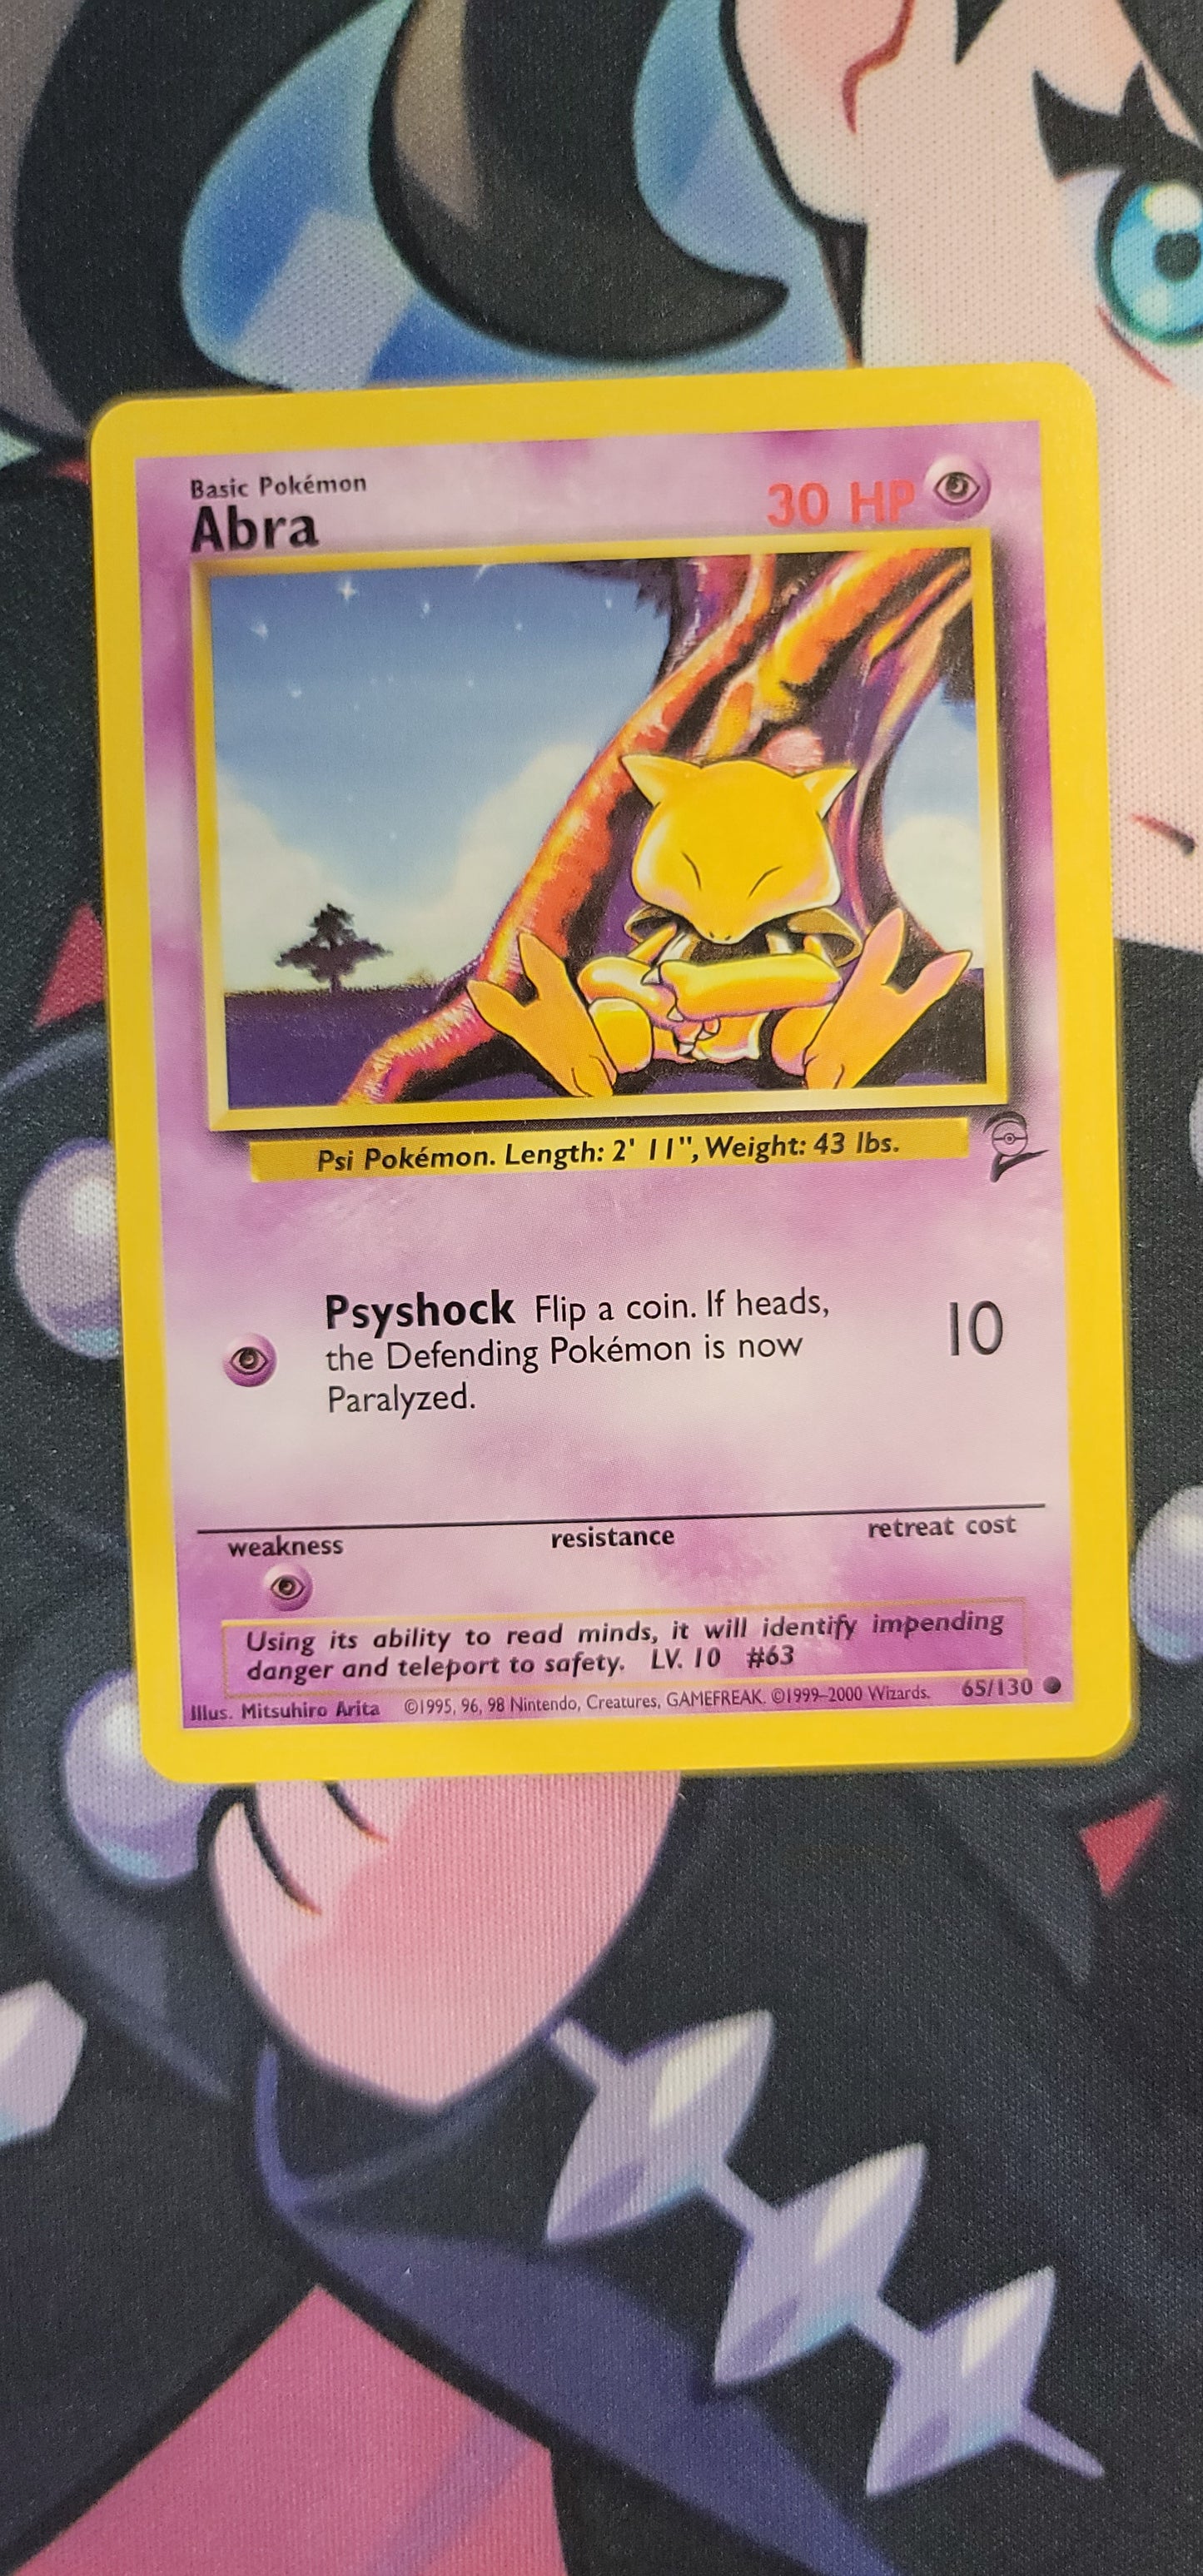 Basic Pokémon
Abra
30 HP
Psi Pokémon. Length: 2' 11", Weight: 43 lbs.
Psyshock Flip a coin. If heads,
the Defending Pokémon is now
Paralyzed.
10
weakness resistance retreat cost
Using its ability to read minds, it will identify impending
danger and teleport to safety. LV. 10 #63
Illus. Mitsuhiro Arita ©1995, 96, 98 Nintendo, Creatures, GAMEFREAK. ©1999–2000 Wizards. 65/130